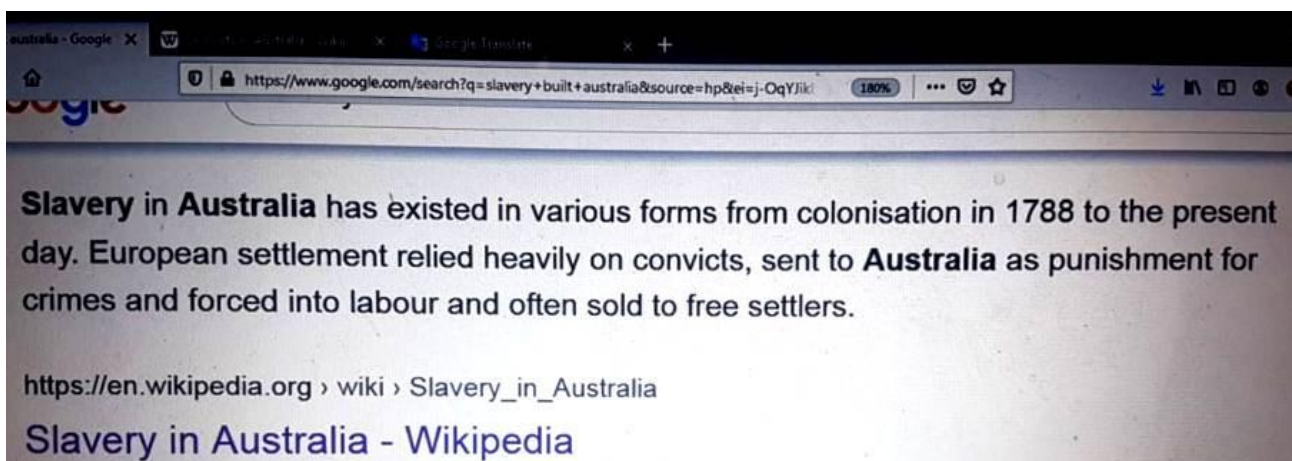 australia - Google
Google Translate
https://www.google.com/search?q=slavery+built+australia&source=hp&ei=j-OqYJikl 180%
Slavery in Australia has existed in various forms from colonisation in 1788 to the present
day. European settlement relied heavily on convicts, sent to Australia as punishment for
crimes and forced into labour and often sold to free settlers.
https://en.wikipedia.org › wiki › Slavery_in_Australia
Slavery in Australia - Wikipedia